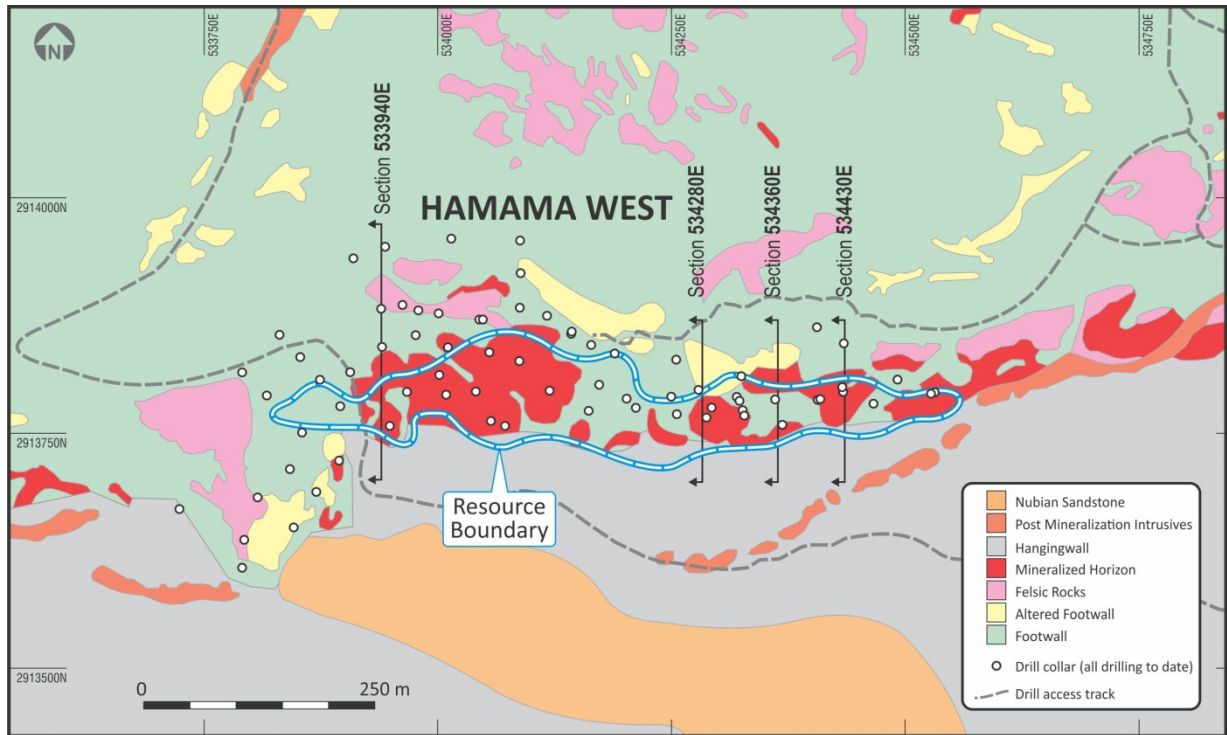 N
533750E
534000E
534250E
534500E
534750E
2914000N
2913750N
2913500N
HAMAMA WEST
Section 533940E
Section 534280E
Section 534360E
Section 534430E
Resource
Boundary
0
250 m
Nubian Sandstone
Post Mineralization Intrusives
Hangingwall
Mineralized Horizon
Felsic Rocks
Altered Footwall
Footwall
Drill collar (all drilling to date)
Drill access track